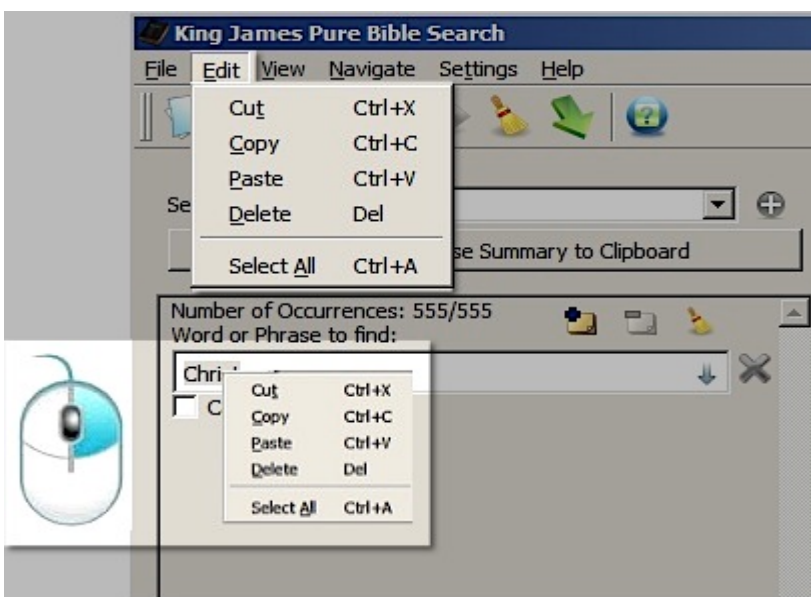 King James Pure Bible Search
File Edit View Navigate Settings Help
Cut Ctrl+X
Copy Ctrl+C
Paste Ctrl+V
Delete Del
Select All Ctrl+A
Se
se Summary to Clipboard
Number of Occurrences: 555/555
Word or Phrase to find:
Chri
C
Cut Ctrl+X
Copy Ctrl+C
Paste Ctrl+V
Delete Del
Select All Ctrl+A